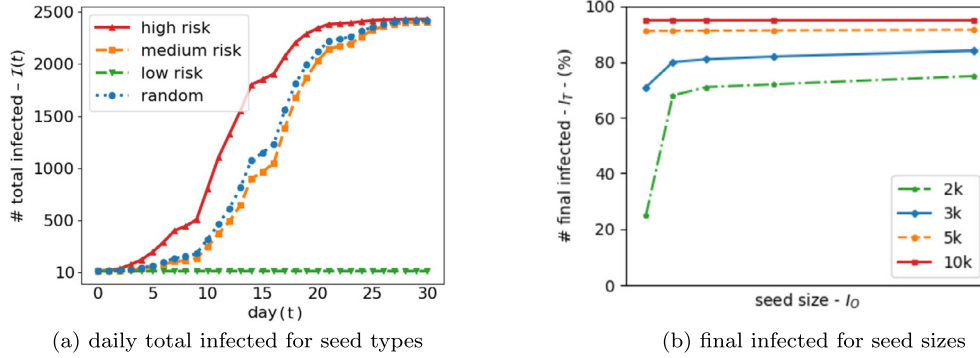 2500
2000
1500
1000
500
10
# total infected - I(t)
high risk
medium risk
low risk
random
0 5 10 15 20 25 30
day(t)
(a) daily total infected for seed types
100
80
60
40
20
0
# final infected - I_T - (%)
2k
3k
5k
10k
seed size - I_O
(b) final infected for seed sizes